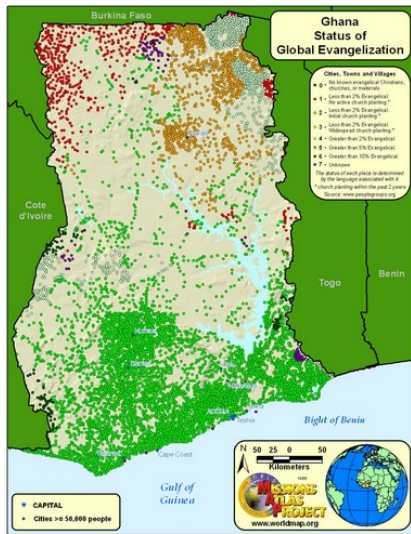 Burkina Faso
Ghana
Status of
Global Evangelization
Cities, Towns and Villages
0 - No known evangelical Christians,
churches, or materials.
1 - Less than 2% Evangelical.
No active church planting.*
2 - Less than 2% Evangelical.
Initial church planting.*
3 - Less than 2% Evangelical.
Widespread church planting.*
4 - Greater than 2% Evangelical
5 - Greater than 5% Evangelical
6 - Greater than 10% Evangelical
7 - Unknown
The status of each place is determined
by the language associated with it
* church planting within the past 2 years
Source: www.peoplegroups.org
Cote
d'Ivoire
Togo
Benin
Kumasi
Accra
Teshie
Cape Coast
Bight of Benin
Gulf of
Guinea
N
50 25 0 50
Kilometers
Missions
Atlas
Project
www.worldmap.org
CAPITAL
Cities >= 50,000 people